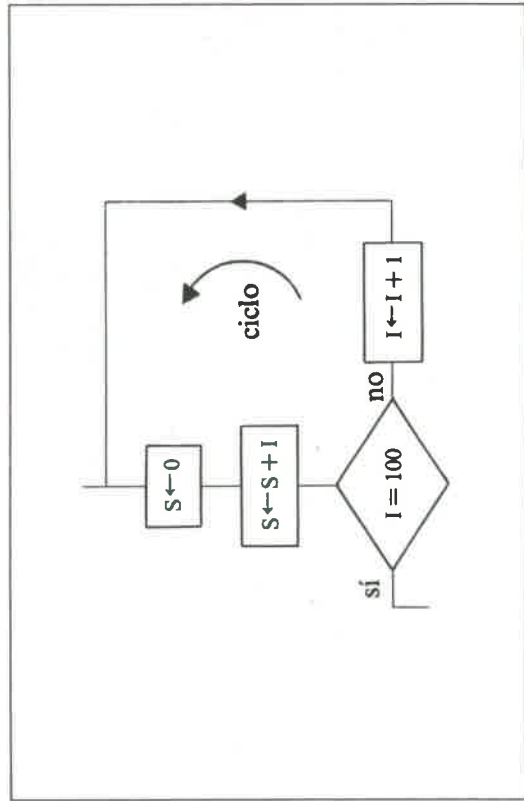 S←0
S←S + I
I = 100
sí
no
I←I + 1
ciclo